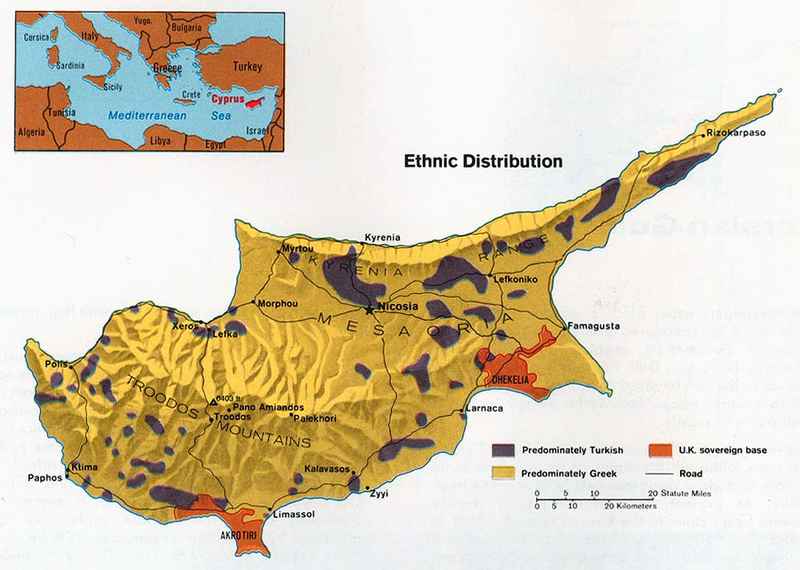 Yugo.
Corsica
Italy
Bulgaria
Sardinia
Greece
Turkey
Sicily
Crete
Cyprus
Tunisia
Mediterranean Sea
Algeria
Libya
Egypt
Israel
Ethnic Distribution
Rizokarpaso
Kyrenia
Myrtou
KYRENIA RANGE
Lefkoniko
Morphou
Nicosia
MESAORIA
Xeros
Lefka
Famagusta
Polis
DHEKELIA
TROODOS MOUNTAINS
6403 ft
Pano Amiandos
Troodos
Palekhori
Larnaca
Ktima
Paphos
Kalavasos
Zyyi
Limassol
AKROTIRI
Predominately Turkish
U.K. sovereign base
Predominately Greek
Road
0 5 10 20 Statute Miles
0 5 10 20 Kilometers